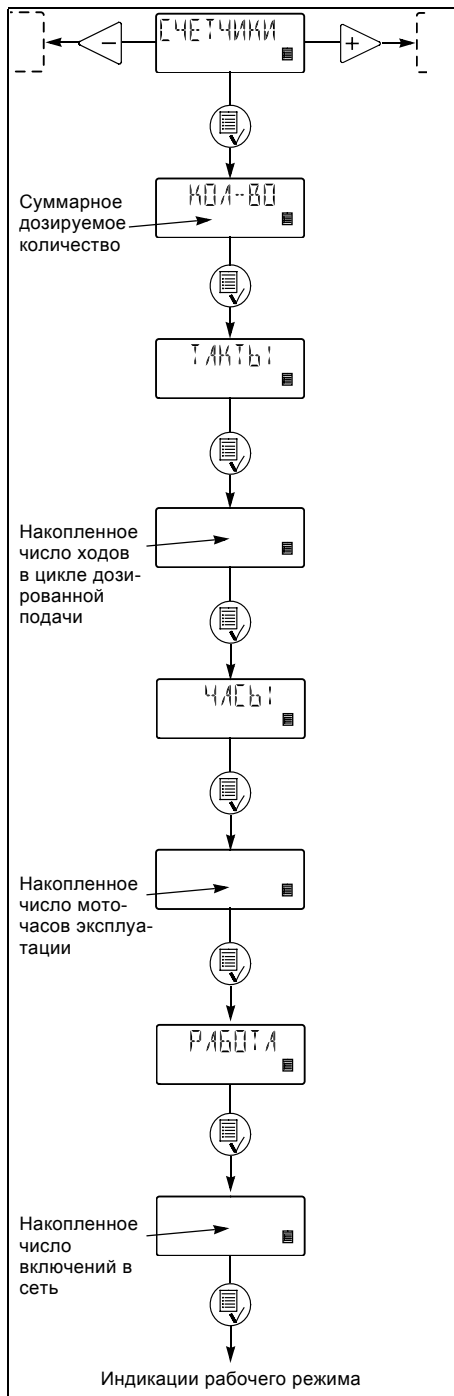 СЧЕТЧИКИ
−
+
КОЛ-ВО
Суммарное
дозируемое
количество
ТАКТЫ
Накопленное
число ходов
в цикле дози-
рованной
подачи
ЧАСЫ
Накопленное
число мото-
часов эксплуа-
тации
РАБОТА
Накопленное
число
включений в
сеть
Индикации рабочего режима